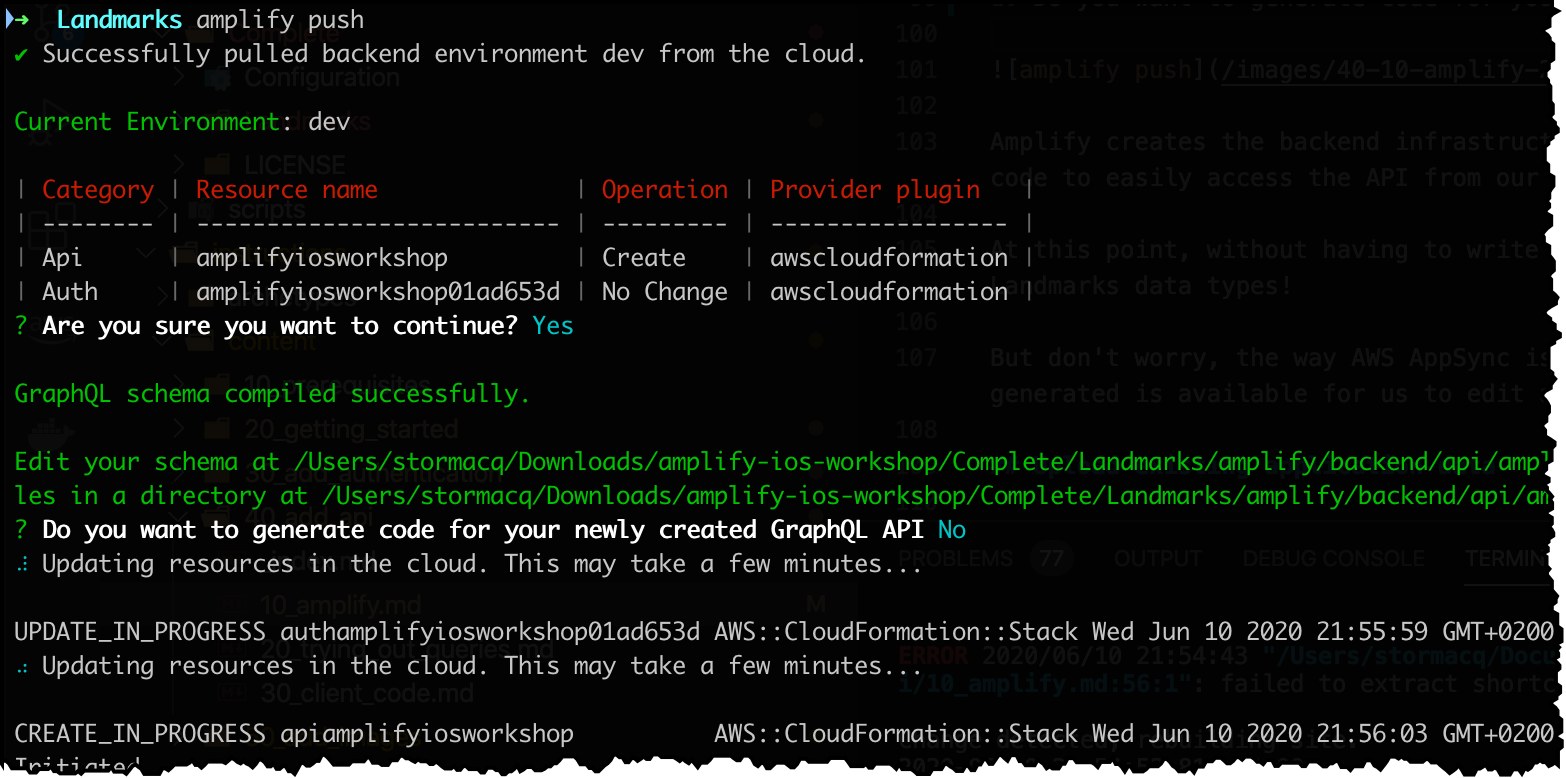 ➜ Landmarks amplify push
✔ Successfully pulled backend environment dev from the cloud.
Current Environment: dev
| Category | Resource name | Operation | Provider plugin |
| -------- | -------------------------- | --------- | ----------------- |
| Api | amplifyiosworkshop | Create | awscloudformation |
| Auth | amplifyiosworkshop01ad653d | No Change | awscloudformation |
? Are you sure you want to continue? Yes
GraphQL schema compiled successfully.
Edit your schema at /Users/stormacq/Downloads/amplify-ios-workshop/Complete/Landmarks/amplify/backend/api/ampl
les in a directory at /Users/stormacq/Downloads/amplify-ios-workshop/Complete/Landmarks/amplify/backend/api/am
? Do you want to generate code for your newly created GraphQL API No
Updating resources in the cloud. This may take a few minutes...
UPDATE_IN_PROGRESS authamplifyiosworkshop01ad653d AWS::CloudFormation::Stack Wed Jun 10 2020 21:55:59 GMT+0200
Updating resources in the cloud. This may take a few minutes...
CREATE_IN_PROGRESS apiamplifyiosworkshop AWS::CloudFormation::Stack Wed Jun 10 2020 21:56:03 GMT+0200
Initiated
Complete
Configuration
LICENSE
scripts
content
20_getting_started
30_add_authentication
40_add_api
10_amplify.md
M
20_trying_out_queries.md
30_client_code.md
100
101 ![amplify push](/images/40-10-amplify-
102
103 Amplify creates the backend infrastruct
code to easily access the API from our
104
105 At this point, without having to write
Landmarks data types!
106
107 But don't worry, the way AWS AppSync is
generated is available for us to edit
108
PROBLEMS 77 OUTPUT DEBUG CONSOLE TERMIN
ERROR 2020/06/10 21:54:43 "/Users/stormacq/Docu
i/10_amplify.md:56:1": failed to extract shortc